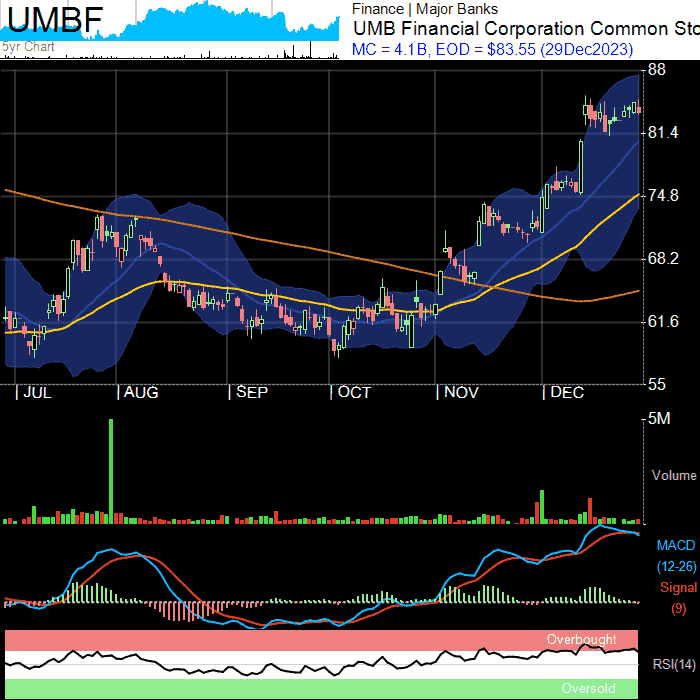 UMBF
5yr Chart
Finance | Major Banks
UMB Financial Corporation Common Sto
MC = 4.1B, EOD = $83.55 (29Dec2023)
88
81.4
74.8
68.2
61.6
55
| JUL | AUG | SEP | OCT | NOV | DEC
5M
Volume
MACD
(12-26)
Signal
(9)
Overbought
RSI(14)
Oversold